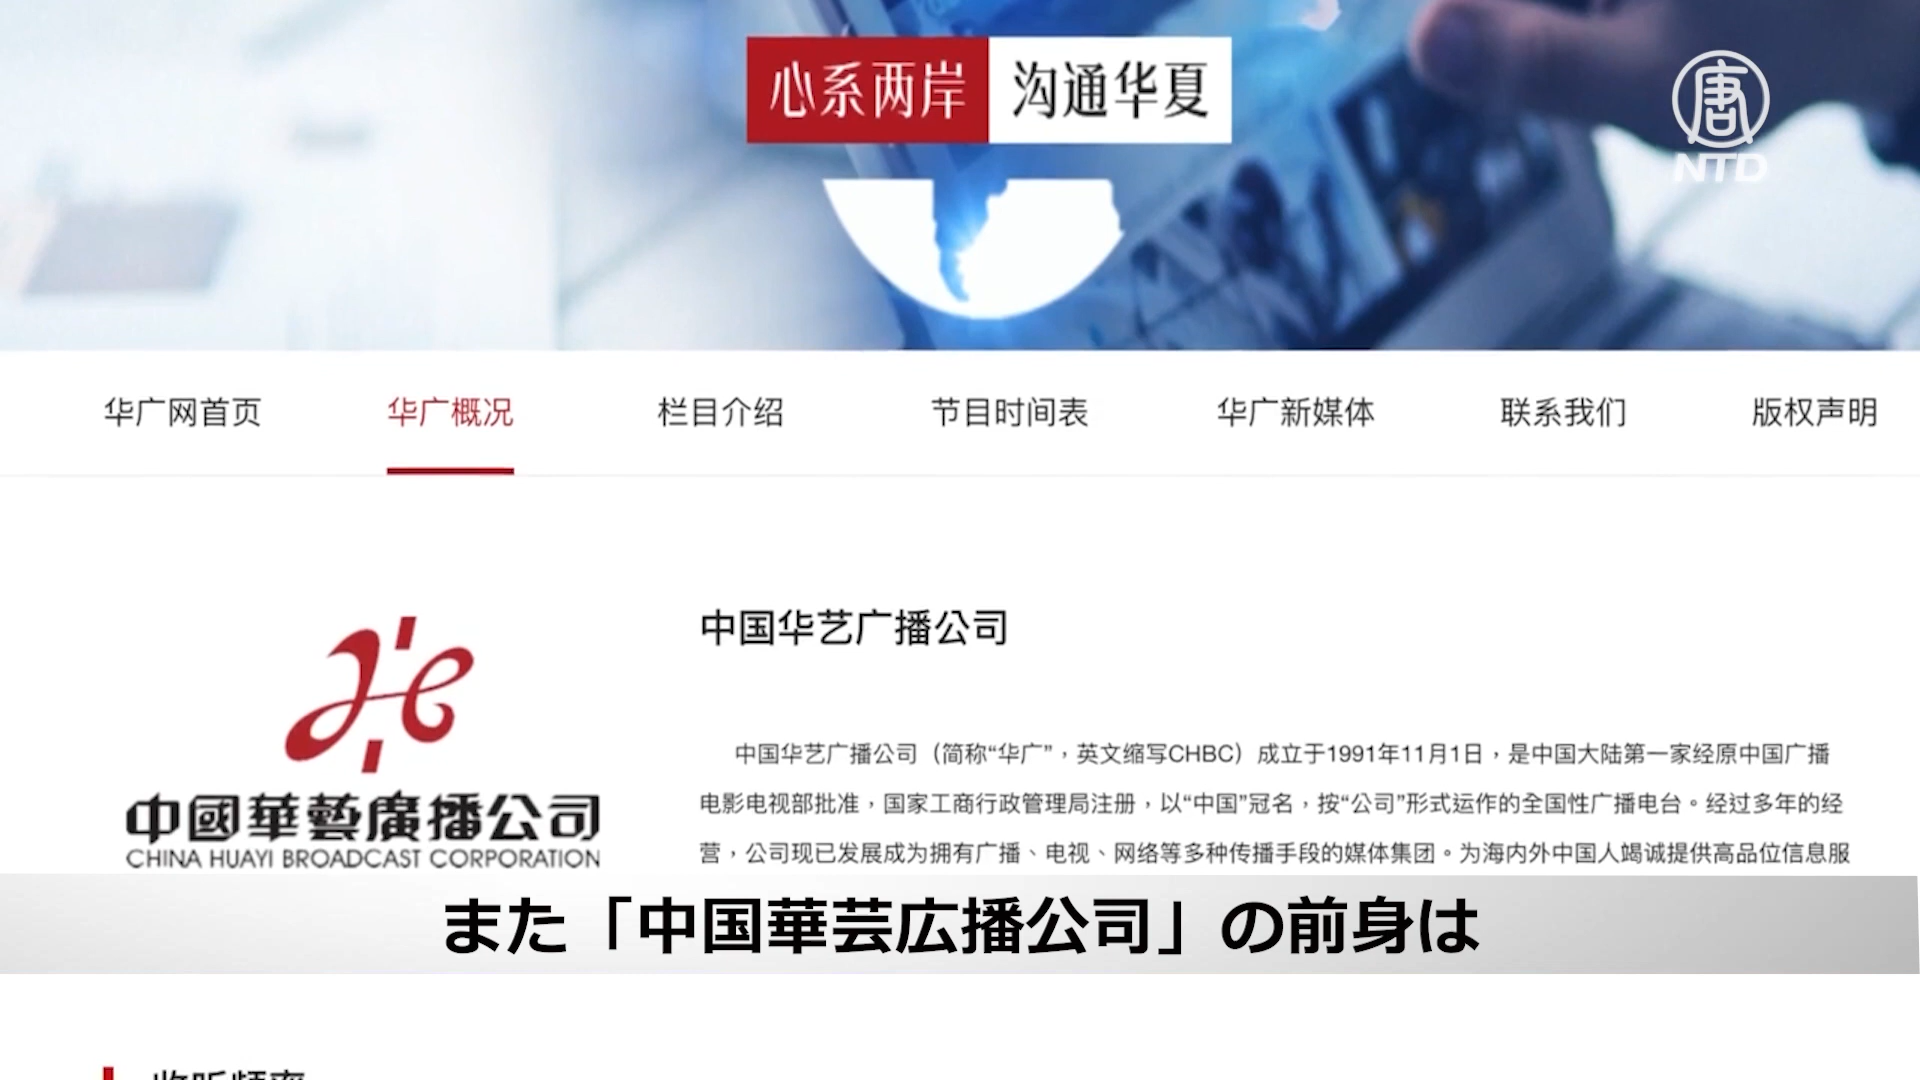 心系两岸 沟通华夏
唐
NTD
华广网首页 华广概况 栏目介绍 节目时间表 华广新媒体 联系我们 版权声明
中国华艺广播公司
中國華藝廣播公司
CHINA HUAYI BROADCAST CORPORATION
中国华艺广播公司（简称“华广”，英文缩写CHBC）成立于1991年11月1日，是中国大陆第一家经原中国广播
电影电视部批准，国家工商行政管理局注册，以“中国”冠名，按“公司”形式运作的全国性广播电台。经过多年的经
营，公司现已发展成为拥有广播、电视、网络等多种传播手段的媒体集团。为海内外中国人竭诚提供高品位信息服
また「中国華芸広播公司」の前身は
收听频率